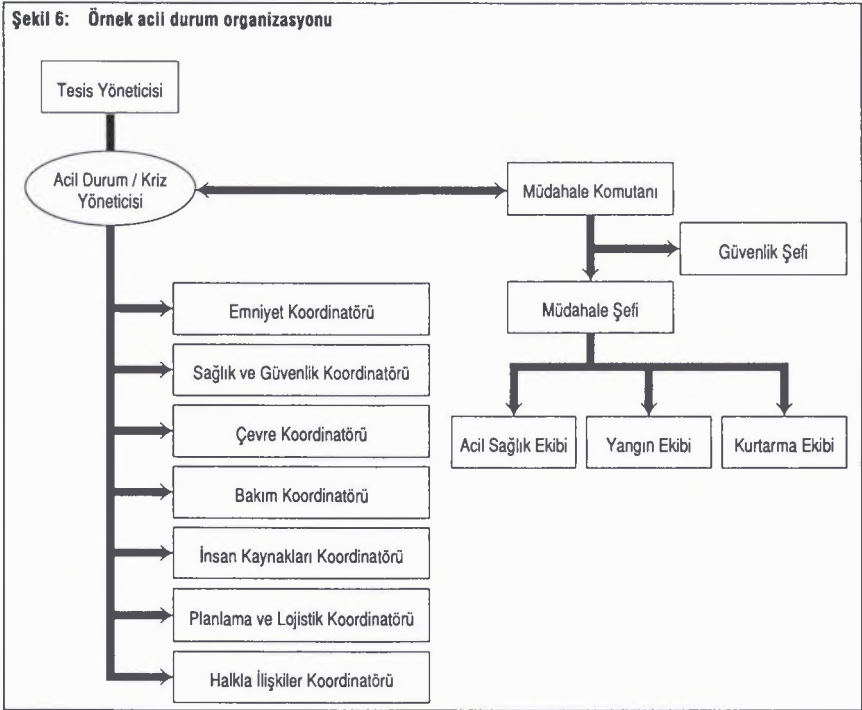 Şekil 6: Örnek acil durum organizasyonu
Tesis Yöneticisi
Acil Durum / Kriz
Yöneticisi
Müdahale Komutanı
Güvenlik Şefi
Müdahale Şefi
Acil Sağlık Ekibi
Yangın Ekibi
Kurtarma Ekibi
Emniyet Koordinatörü
Sağlık ve Güvenlik Koordinatörü
Çevre Koordinatörü
Bakım Koordinatörü
İnsan Kaynakları Koordinatörü
Planlama ve Lojistik Koordinatörü
Halkla İlişkiler Koordinatörü